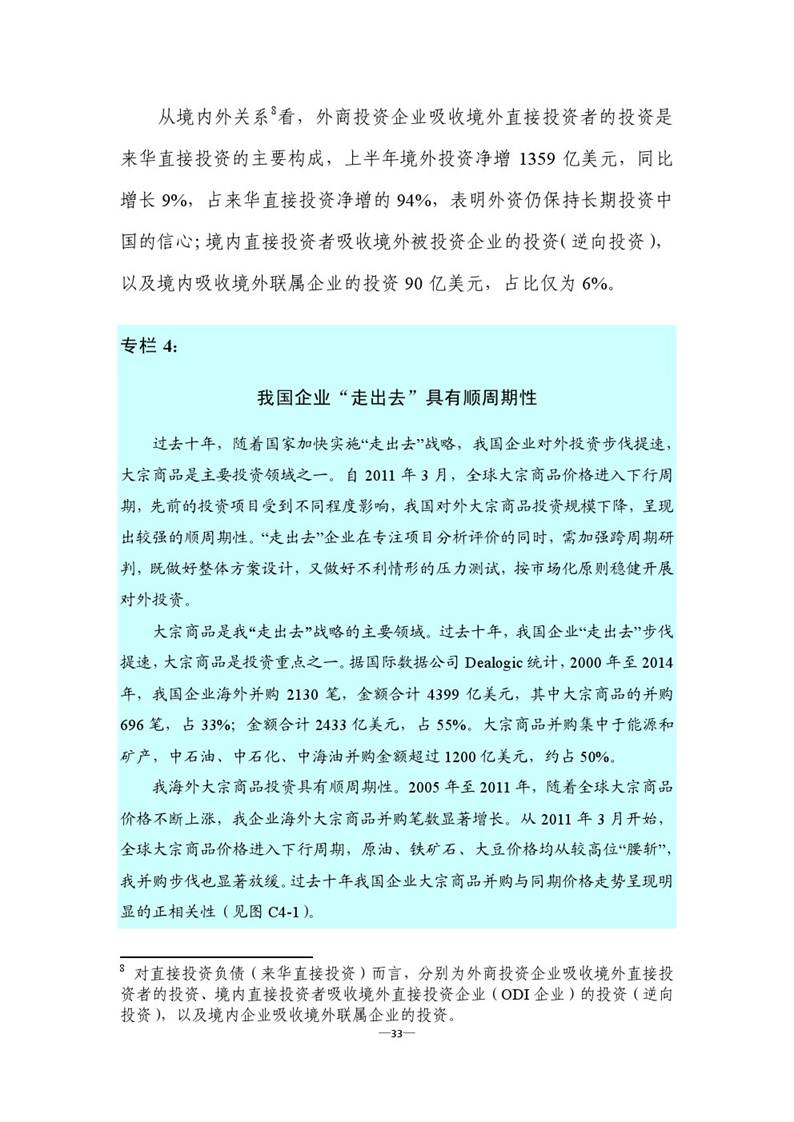 从境内外关系8看，外商投资企业吸收境外直接投资者的投资是
来华直接投资的主要构成，上半年境外投资净增 1359 亿美元，同比
增长 9%，占来华直接投资净增的 94%，表明外资仍保持长期投资中
国的信心；境内直接投资者吸收境外被投资企业的投资（逆向投资），
以及境内吸收境外联属企业的投资 90 亿美元，占比仅为 6%。
专栏 4：
我国企业“走出去”具有顺周期性
过去十年，随着国家加快实施“走出去”战略，我国企业对外投资步伐提速，
大宗商品是主要投资领域之一。自 2011 年 3 月，全球大宗商品价格进入下行周
期，先前的投资项目受到不同程度影响，我国对外大宗商品投资规模下降，呈现
出较强的顺周期性。“走出去”企业在专注项目分析评价的同时，需加强跨周期研
判，既做好整体方案设计，又做好不利情形的压力测试，按市场化原则稳健开展
对外投资。
大宗商品是我“走出去”战略的主要领域。过去十年，我国企业“走出去”步伐
提速，大宗商品是投资重点之一。据国际数据公司 Dealogic 统计，2000 年至 2014
年，我国企业海外并购 2130 笔，金额合计 4399 亿美元，其中大宗商品的并购
696 笔，占 33%；金额合计 2433 亿美元，占 55%。大宗商品并购集中于能源和
矿产，中石油、中石化、中海油并购金额超过 1200 亿美元，约占 50%。
我海外大宗商品投资具有顺周期性。2005 年至 2011 年，随着全球大宗商品
价格不断上涨，我企业海外大宗商品并购笔数显著增长。从 2011 年 3 月开始，
全球大宗商品价格进入下行周期，原油、铁矿石、大豆价格均从较高位“腰斩”，
我并购步伐也显著放缓。过去十年我国企业大宗商品并购与同期价格走势呈现明
显的正相关性（见图 C4-1）。
8 对直接投资负债（来华直接投资）而言，分别为外商投资企业吸收境外直接投
资者的投资、境内直接投资者吸收境外直接投资企业（ODI 企业）的投资（逆向
投资），以及境内企业吸收境外联属企业的投资。
—33—